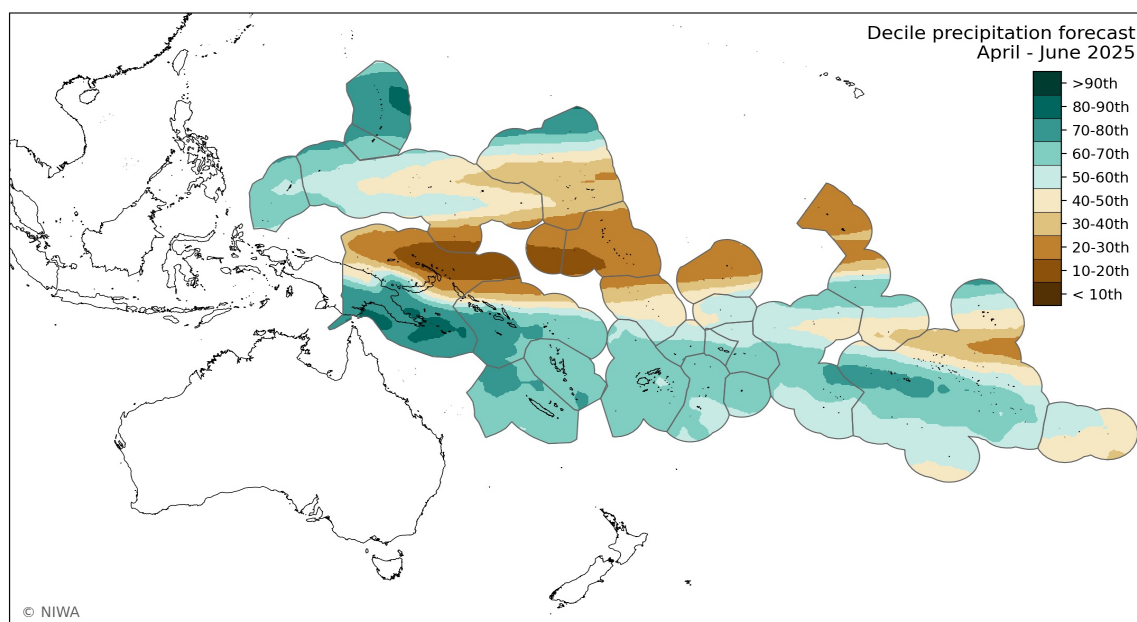 Decile precipitation forecast
April - June 2025
>90th
80-90th
70-80th
60-70th
50-60th
40-50th
30-40th
20-30th
10-20th
< 10th
© NIWA